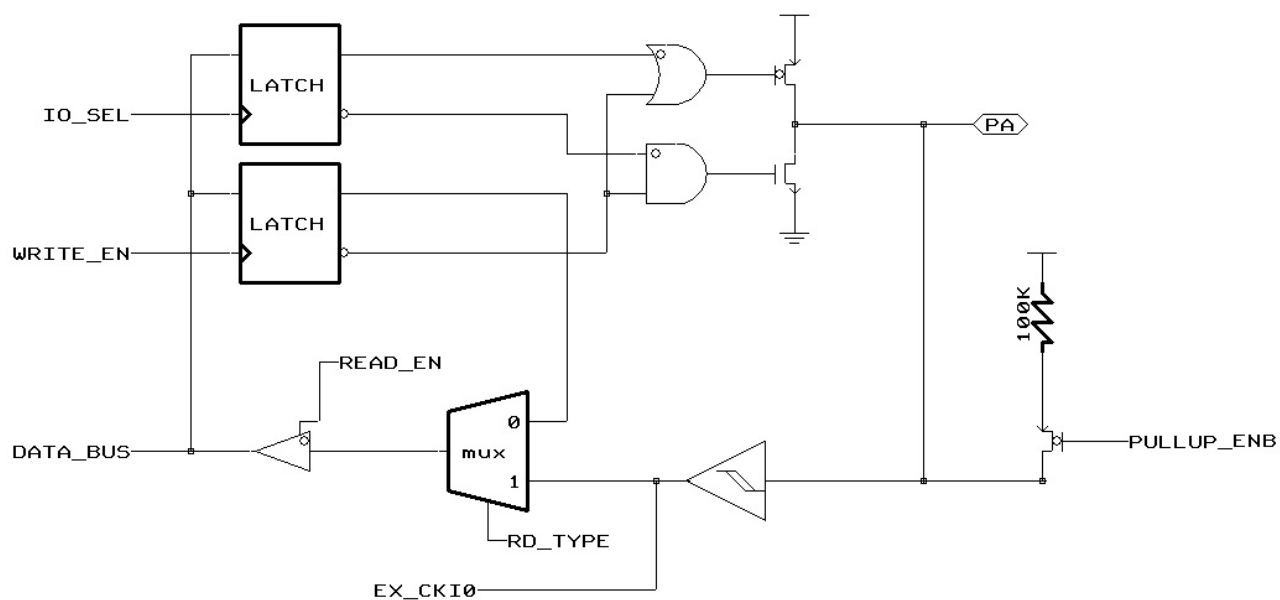 LATCH
IO_SEL
PA
LATCH
WRITE_EN
100K
READ_EN
0
DATA_BUS
mux
PULLUP_ENB
1
RD_TYPE
EX_CKI0